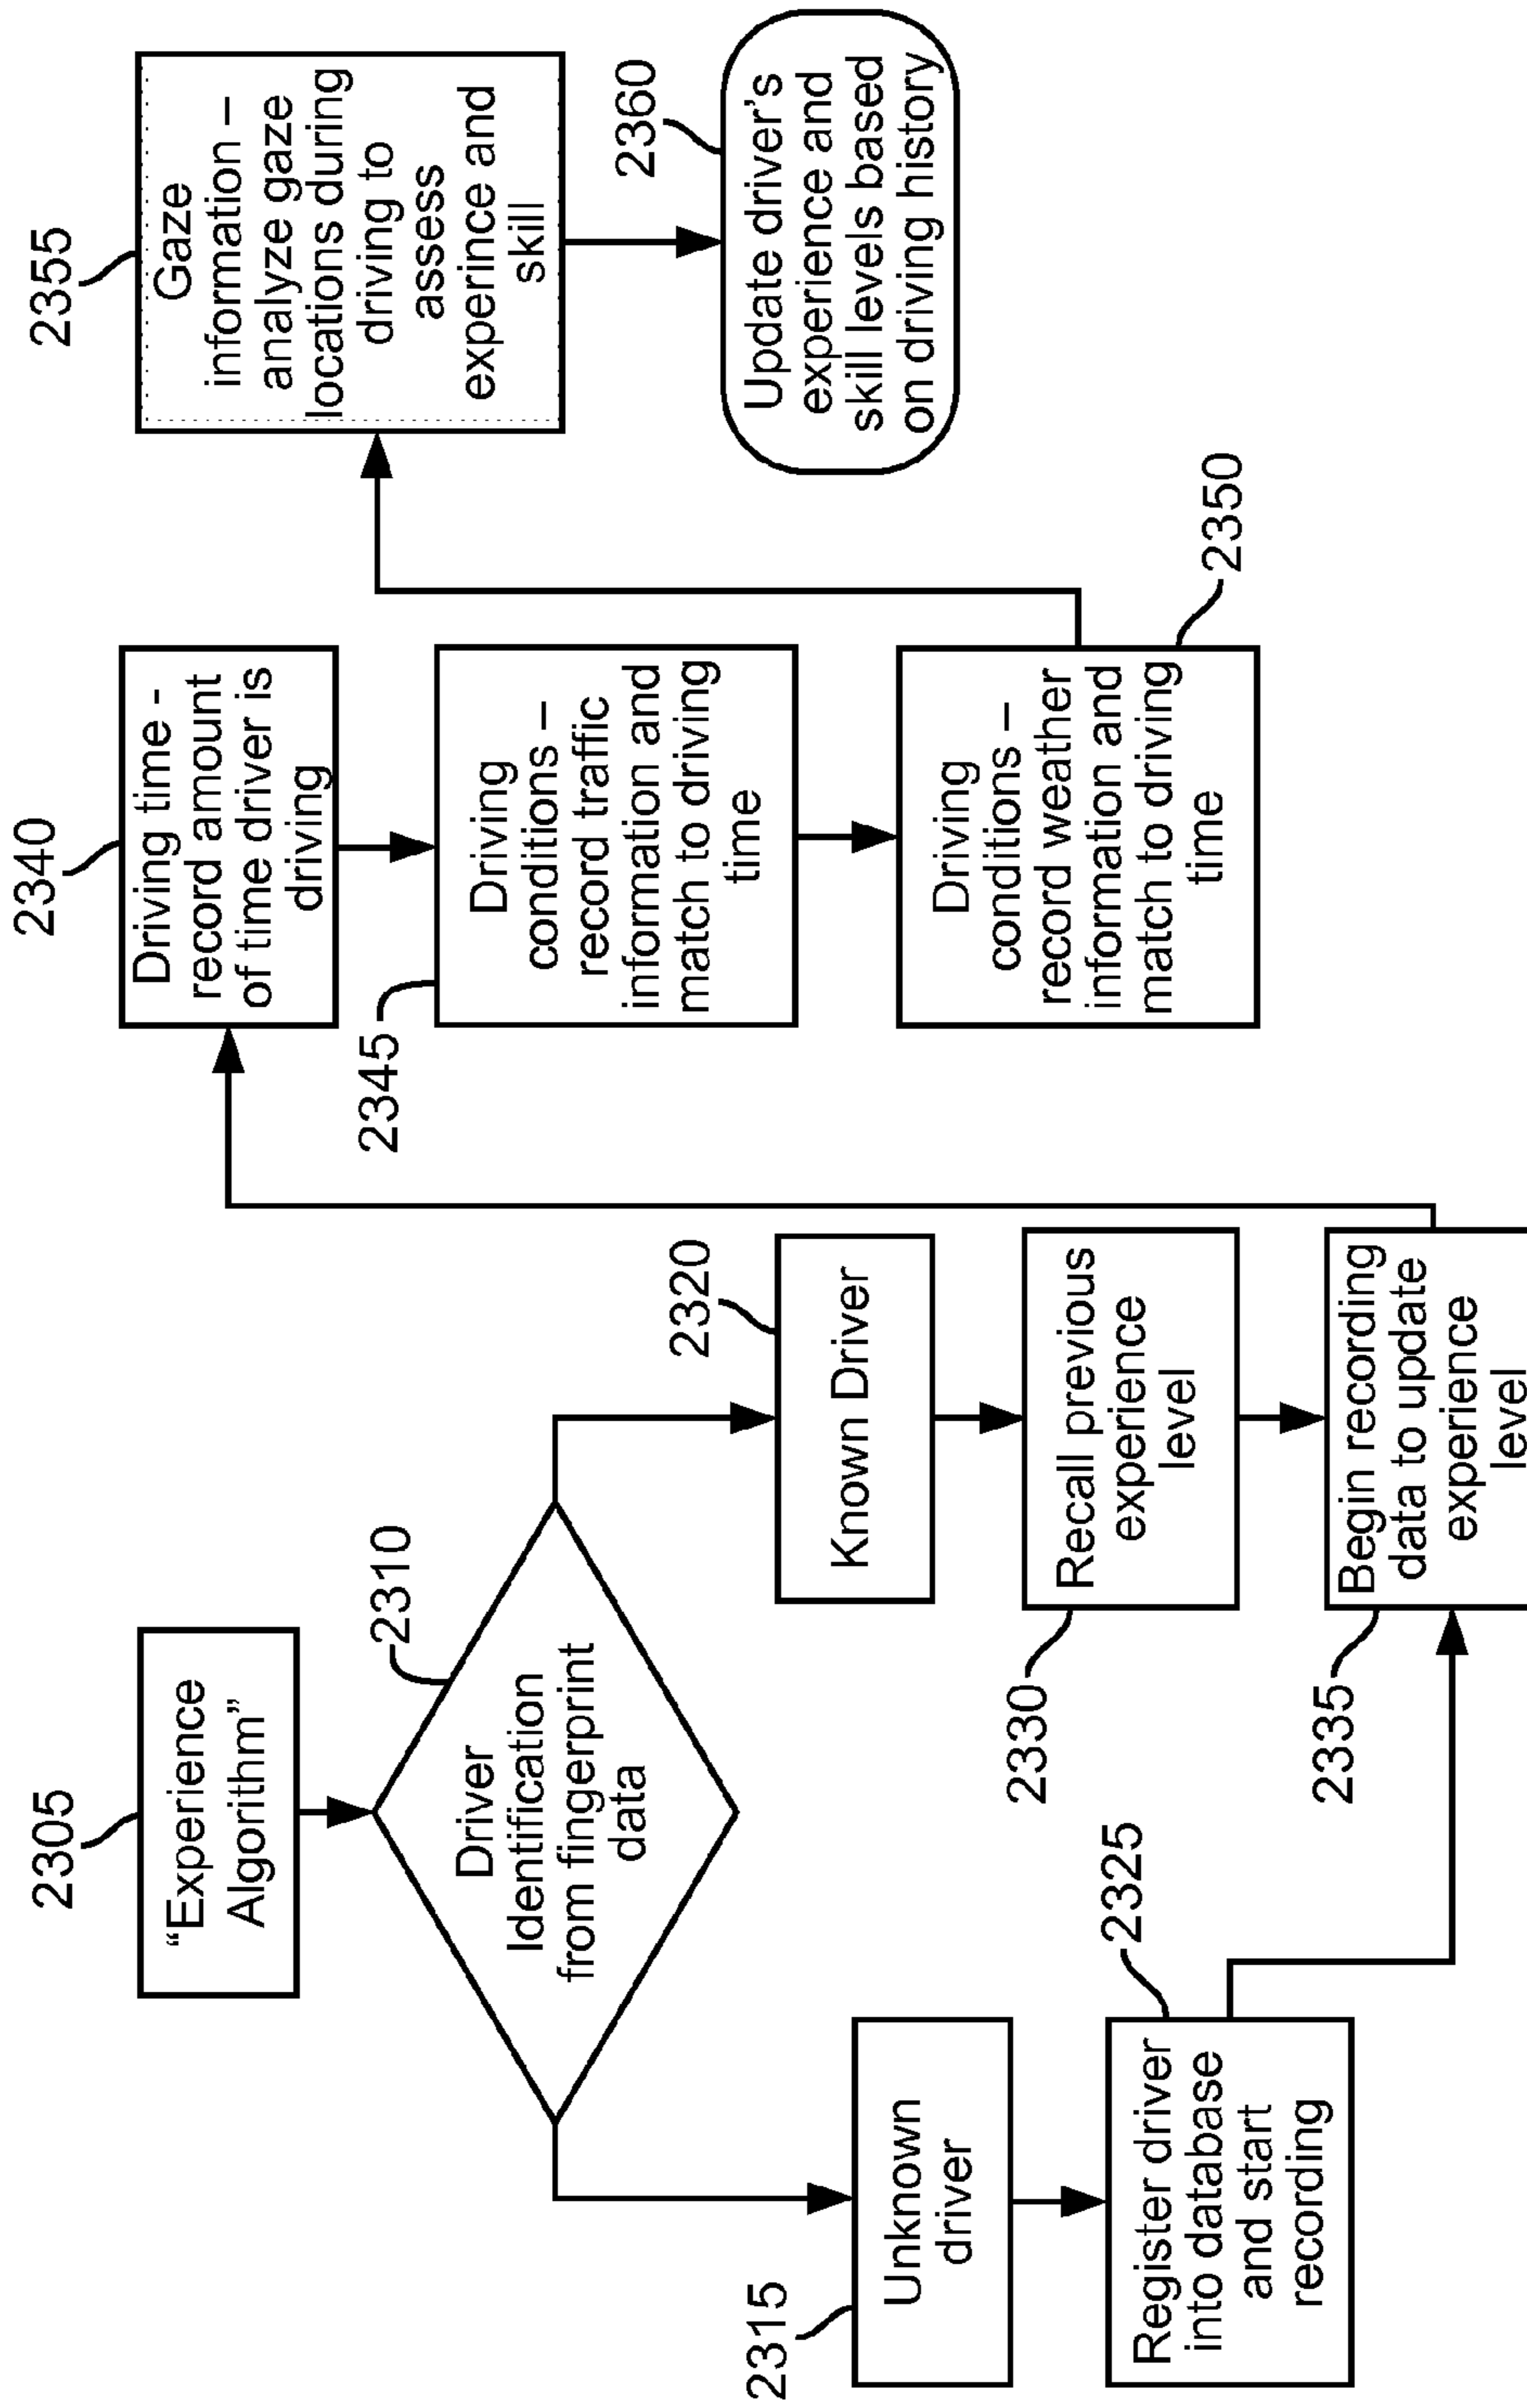 2305
“Experience
Algorithm”
2310
Driver
Identification
from fingerprint
data
2315
Unknown
driver
2325
Register driver
into database
and start
recording
2320
Known Driver
2330
Recall previous
experience
level
2335
Begin recording
data to update
experience
level
2340
Driving time -
record amount
of time driver is
driving
2345
Driving
conditions –
record traffic
information and
match to driving
time
2350
Driving
conditions –
record weather
information and
match to driving
time
2355
Gaze
information –
analyze gaze
locations during
driving to
assess
experince and
skill
2360
Update driver's
experience and
skill levels based
on driving history